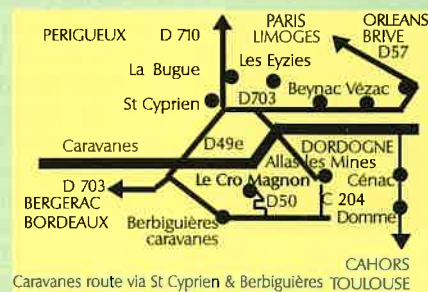 PERIGUEUX D 710 PARIS ORLEANS
LIMOGES BRIVE
D57
La Bugue Les Eyzies
Beynac Vézac
St Cyprien D703
D49e
Caravanes DORDOGNE
Allas les Mines
D 703 Le Cro Magnon Cénac
BERGERAC D50 C 204
BORDEAUX Domme
Berbiguières
caravanes
CAHORS
Caravanes route via St Cyprien & Berbiguières TOULOUSE